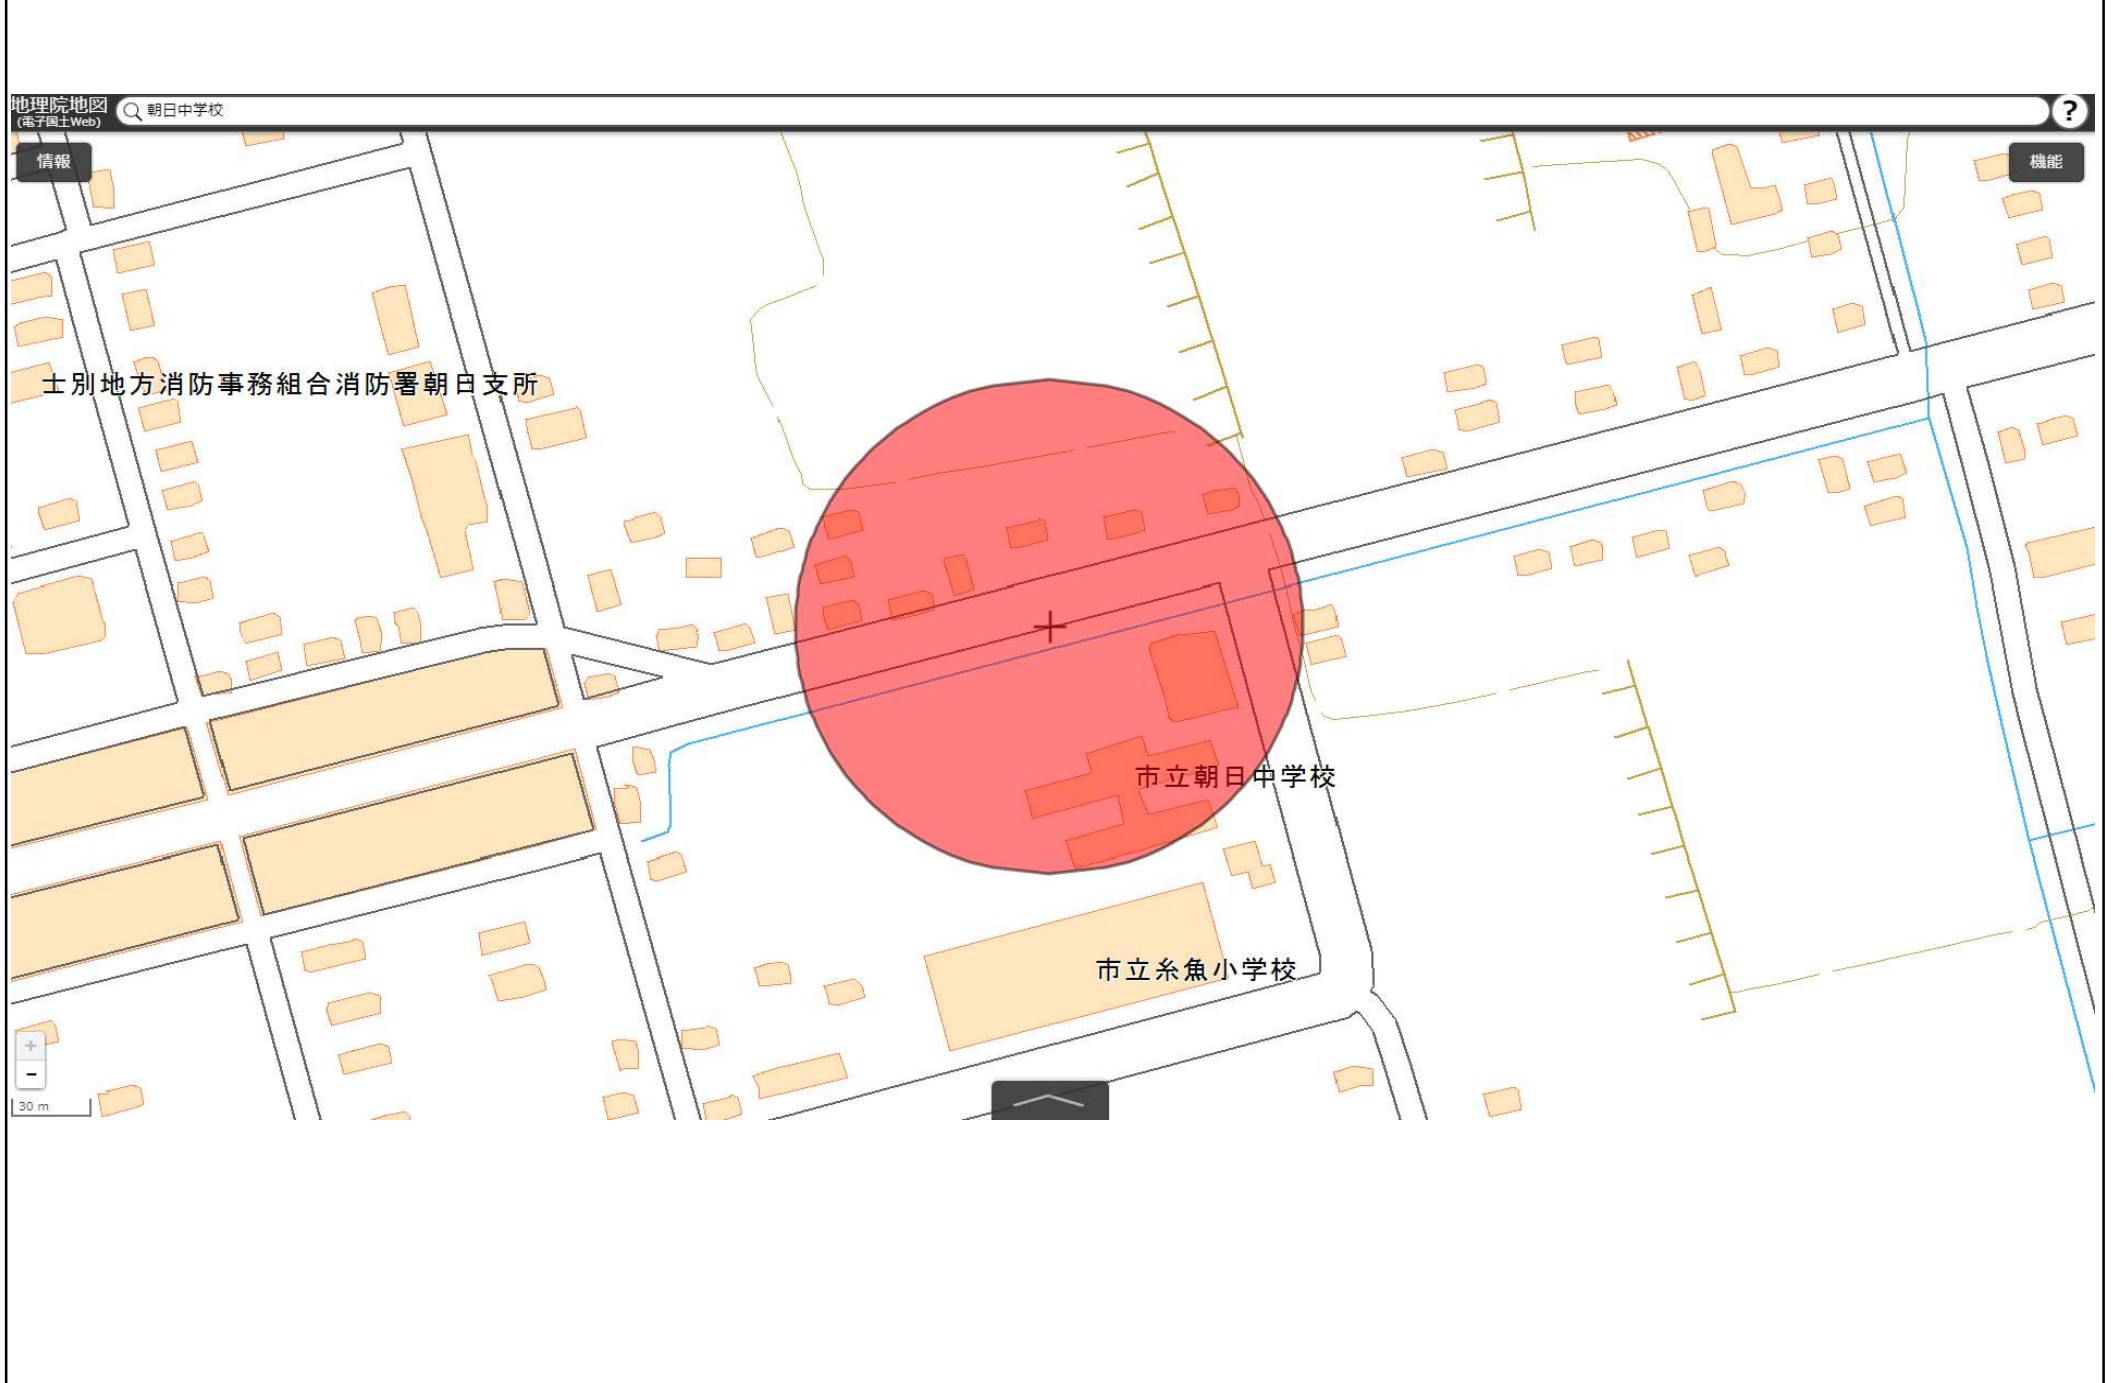 地理院地図
(電子国土Web)
朝日中学校
?
情報
機能
士別地方消防事務組合消防署朝日支所
市立朝日中学校
市立糸魚小学校
+
−
30 m